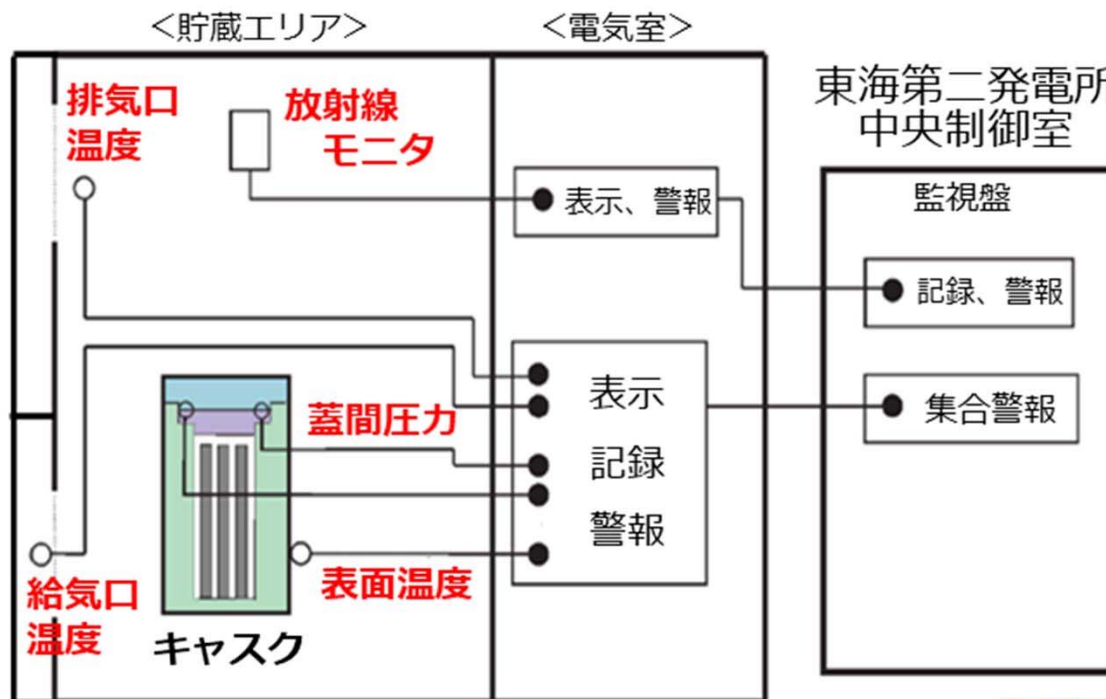 <貯蔵エリア>
<電気室>
東海第二発電所
中央制御室
排気口
温度
放射線
モニタ
表示、警報
監視盤
記録、警報
蓋間圧力
表示
記録
警報
集合警報
給気口
温度
表面温度
キャスク